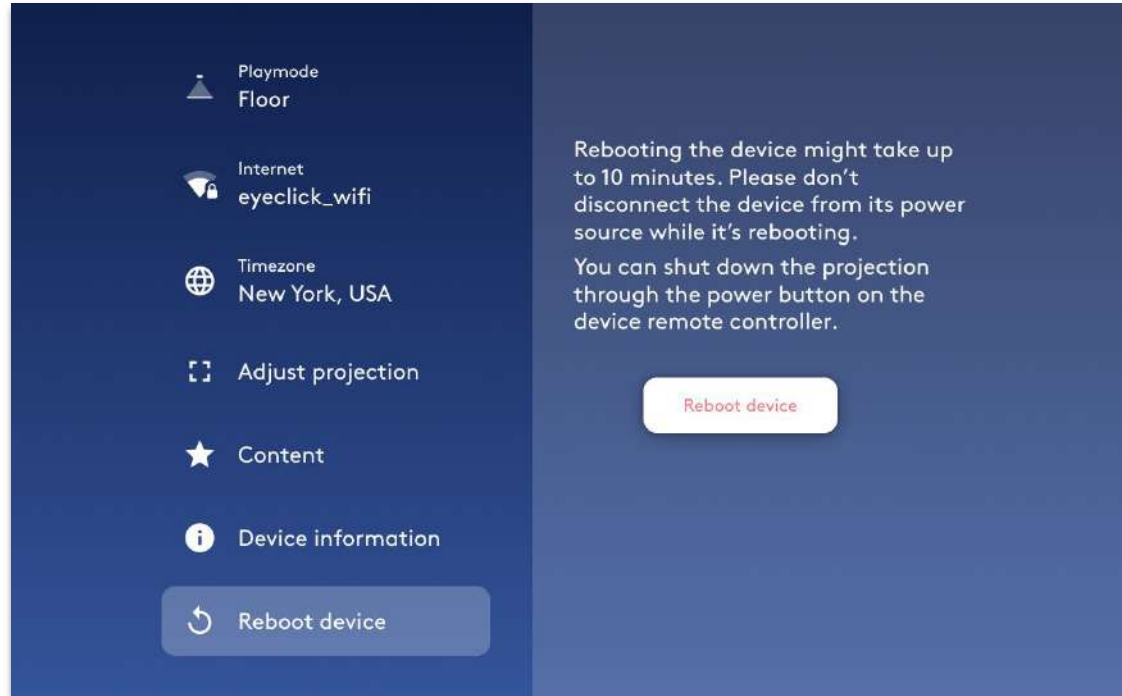 Playmode
Floor
Internet
eyeclick_wifi
Timezone
New York, USA
Adjust projection
Content
Device information
Reboot device
Rebooting the device might take up
to 10 minutes. Please don't
disconnect the device from its power
source while it's rebooting.
You can shut down the projection
through the power button on the
device remote controller.
Reboot device